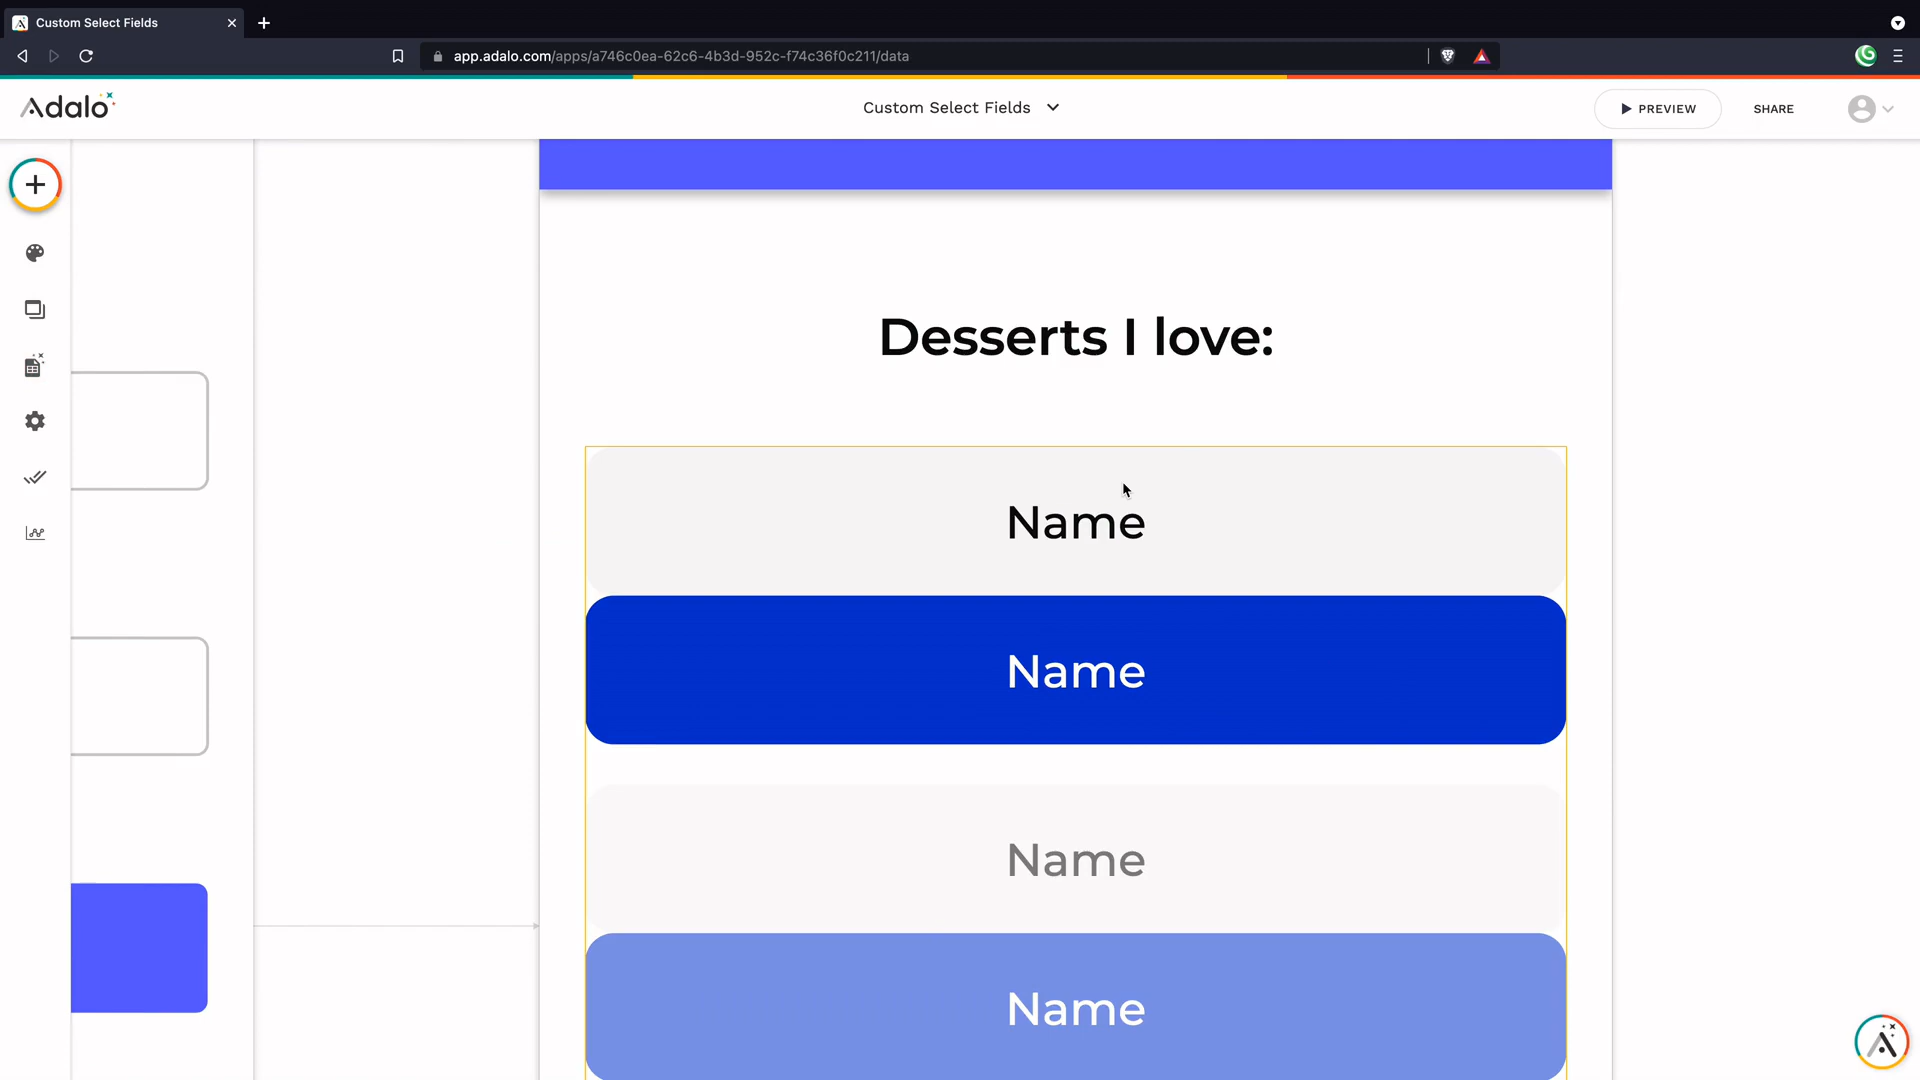 Custom Select Fields
app.adalo.com/apps/a746c0ea-62c6-4b3d-952c-f74c36f0c211/data
Adalo
Custom Select Fields
PREVIEW
SHARE
Desserts I love:
Name
Name
Name
Name